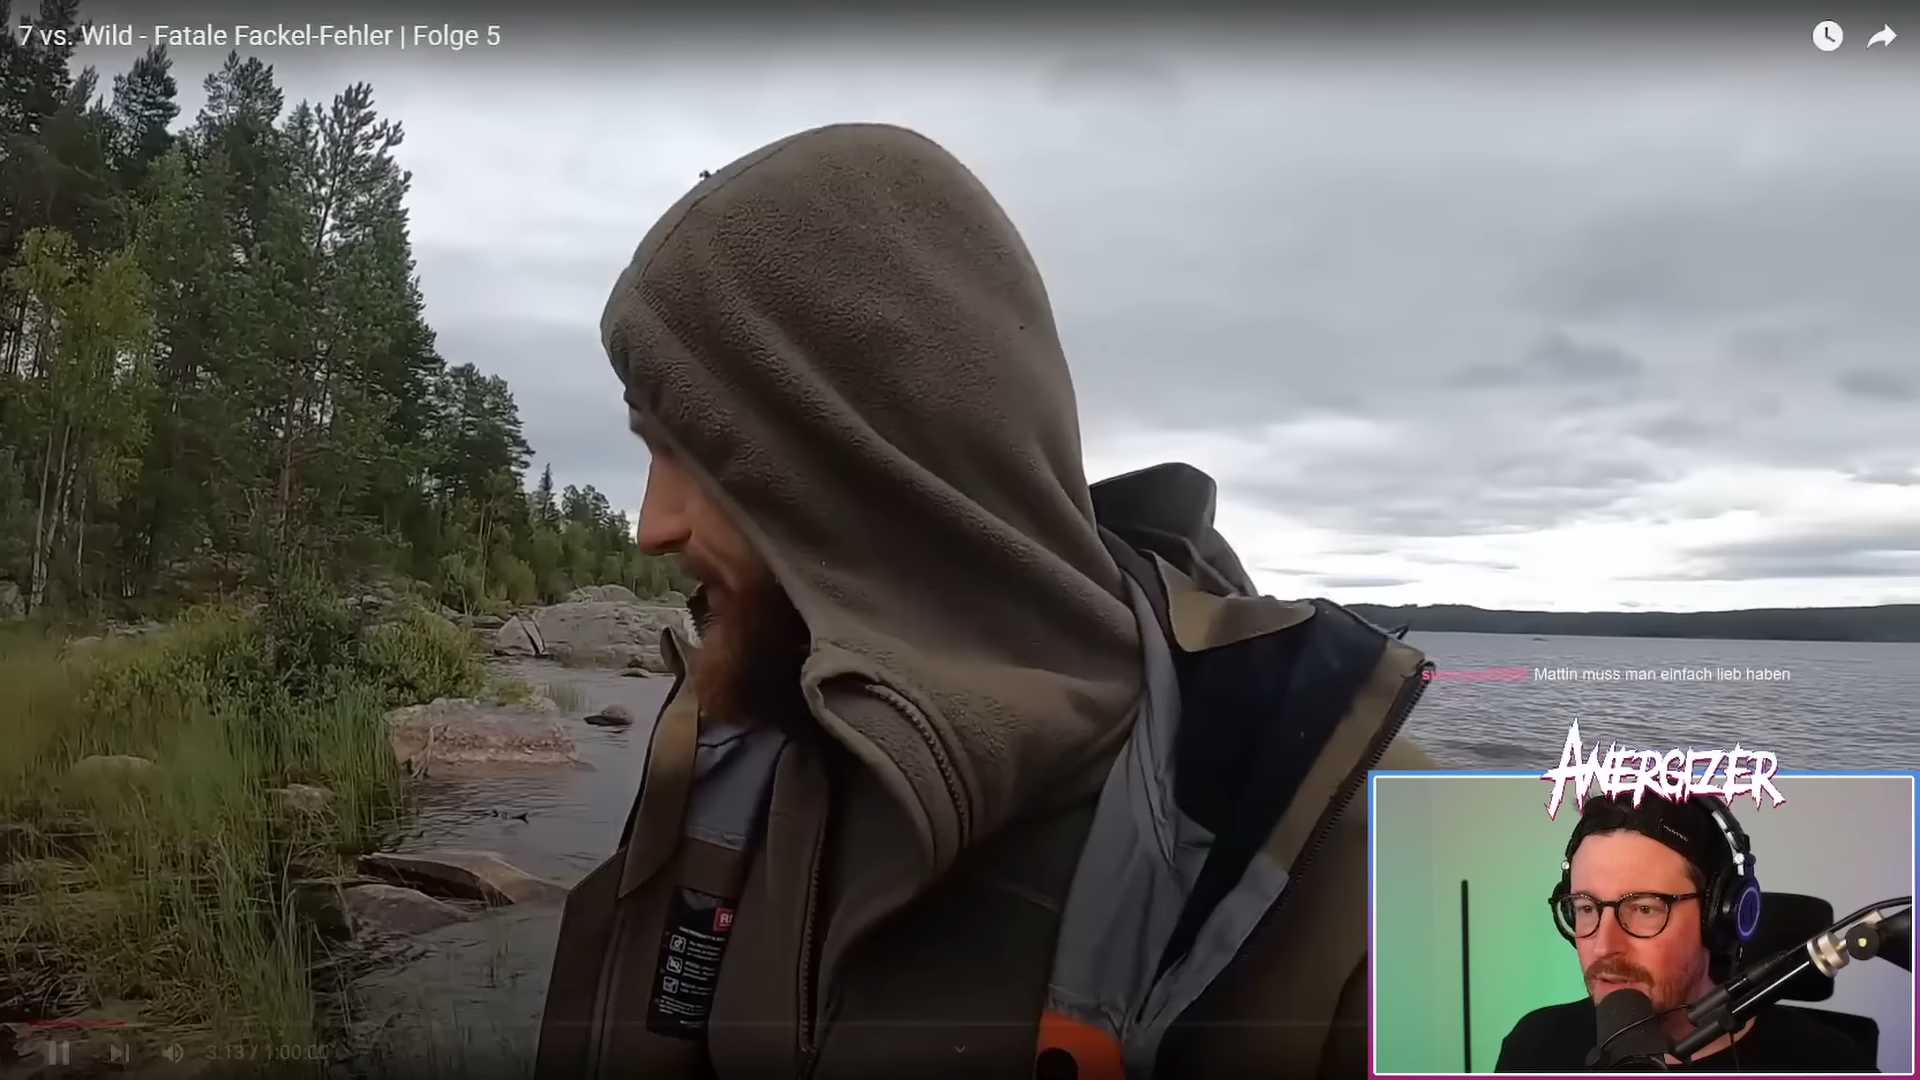 7 vs. Wild - Fatale Fackel-Fehler | Folge 5
Mattin muss man einfach lieb haben
ANERGIZER
3:13 / 1:00:00